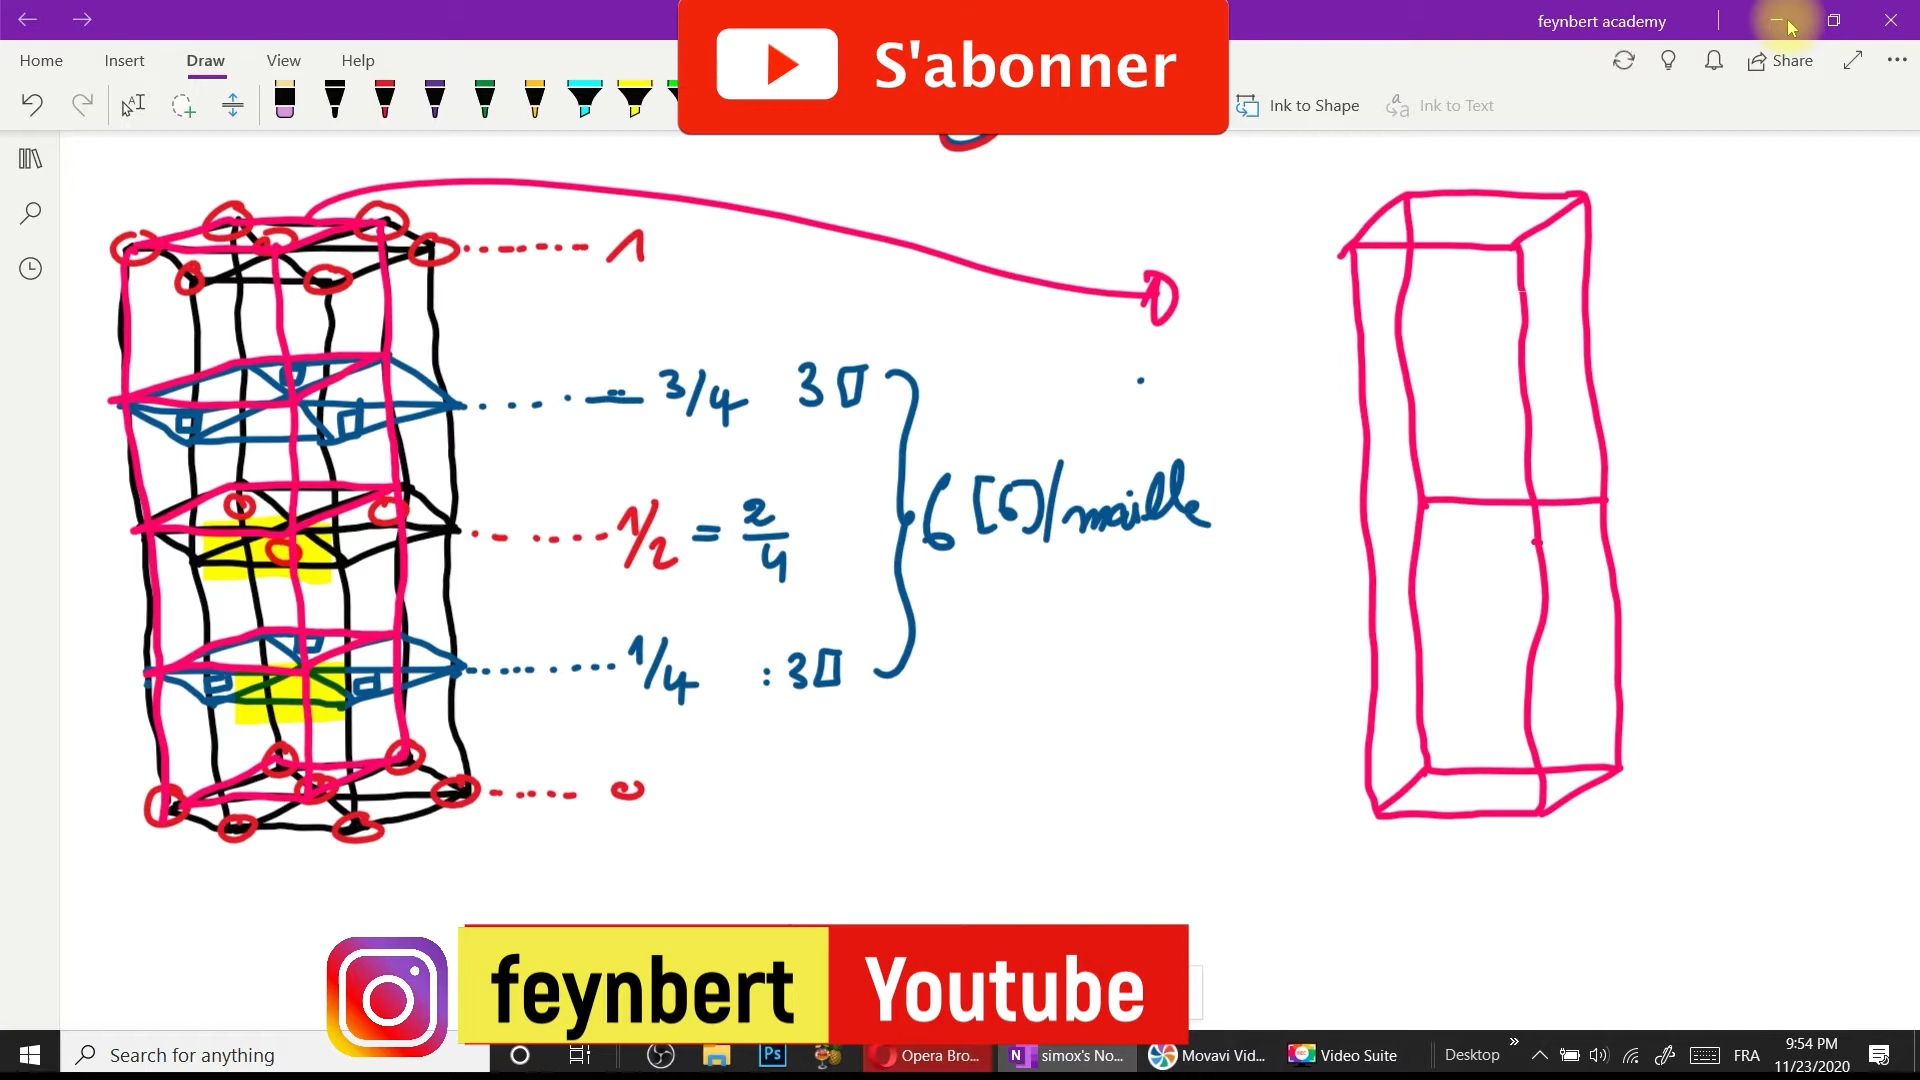 feynbert academy
S'abonner
Home Insert Draw View Help
Share
Ink to Shape Ink to Text
1
3/4 3
6 [6]/maille
1/2 = 2/4
1/4 : 3
0
feynbert Youtube
Search for anything
Opera Bro...
simox's No...
Movavi Vid...
Video Suite
Desktop
FRA
9:54 PM
11/23/2020